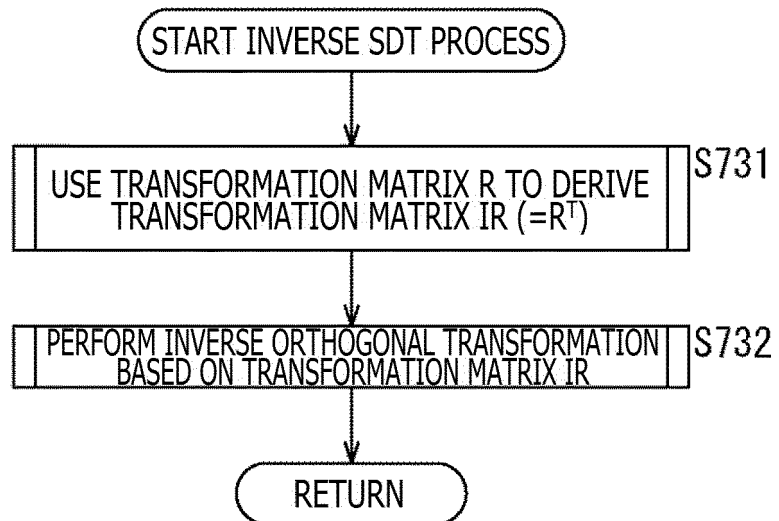 START INVERSE SDT PROCESS
S731
USE TRANSFORMATION MATRIX R TO DERIVE
TRANSFORMATION MATRIX IR (=Rᵀ)
S732
PERFORM INVERSE ORTHOGONAL TRANSFORMATION
BASED ON TRANSFORMATION MATRIX IR
RETURN